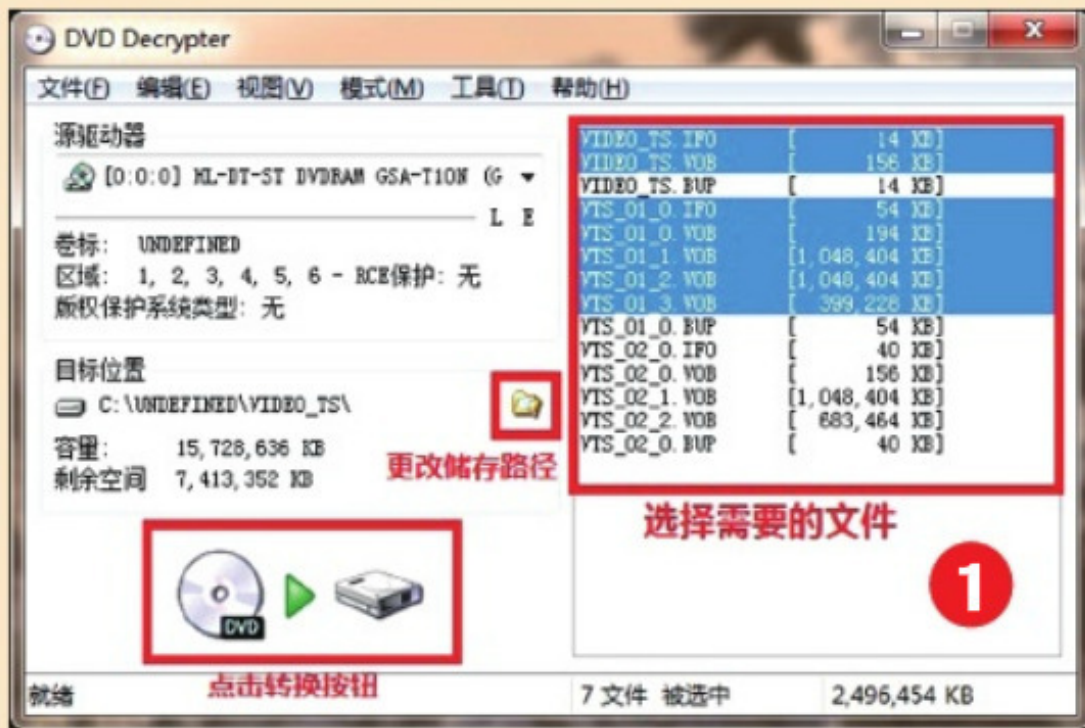 DVD Decrypter
文件(F) 编辑(E) 视图(V) 模式(M) 工具(T) 帮助(H)
源驱动器
[0:0:0] HL-DT-ST DVDRAM GSA-T10N (G
L E
卷标: UNDEFINED
区域: 1, 2, 3, 4, 5, 6 - RCE保护: 无
版权保护系统类型: 无
目标位置
C:\UNDEFINED\VIDEO_TS\
容量: 15,728,636 KB
剩余空间 7,413,352 KB
更改储存路径
DVD
点击转换按钮
VIDEO_TS.IFO [ 14 KB]
VIDEO_TS.VOB [ 156 KB]
VIDEO_TS.BUP [ 14 KB]
VTS_01_0.IFO [ 54 KB]
VTS_01_0.VOB [ 194 KB]
VTS_01_1.VOB [1,048,404 KB]
VTS_01_2.VOB [1,048,404 KB]
VTS_01_3.VOB [ 399,228 KB]
VTS_01_0.BUP [ 54 KB]
VTS_02_0.IFO [ 40 KB]
VTS_02_0.VOB [ 156 KB]
VTS_02_1.VOB [1,048,404 KB]
VTS_02_2.VOB [ 683,464 KB]
VTS_02_0.BUP [ 40 KB]
选择需要的文件
1
就绪
7 文件 被选中
2,496,454 KB